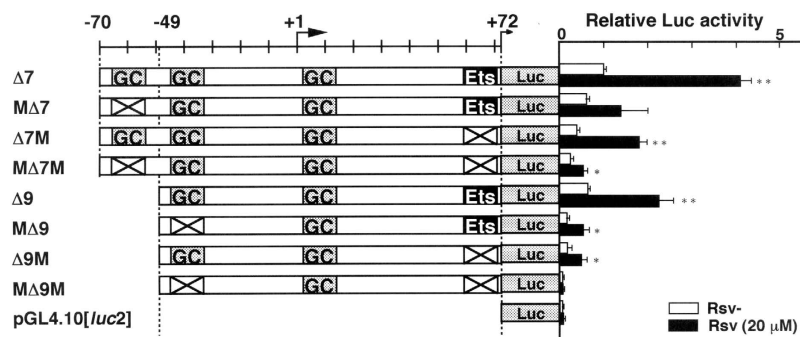 -70 -49 +1 +72 Relative Luc activity
0 5
Δ7 GC GC GC Ets Luc **
MΔ7 GC GC Ets Luc
Δ7M GC GC GC Luc **
MΔ7M GC GC Luc *
Δ9 GC GC Ets Luc **
MΔ9 GC Ets Luc *
Δ9M GC GC Luc *
MΔ9M GC Luc
pGL4.10[luc2] Luc
Rsv-
Rsv (20 μM)